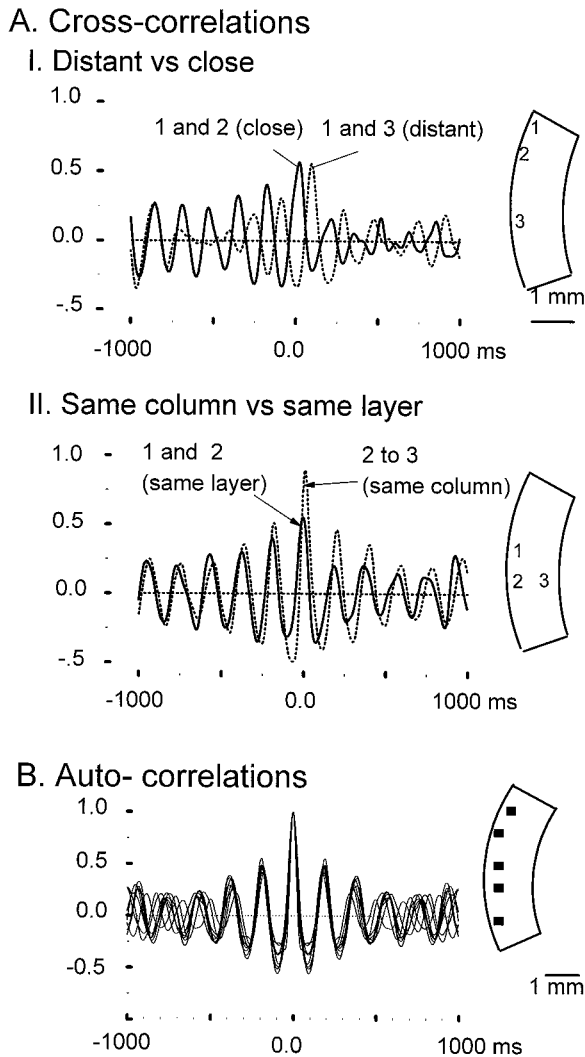 A. Cross-correlations
I. Distant vs close
1.0
1 and 2 (close) 1 and 3 (distant)
0.5
0.0
-.5
-1000 0.0 1000 ms
1
2
3
1 mm
II. Same column vs same layer
1.0
1 and 2
(same layer)
2 to 3
(same column)
0.5
0.0
-.5
-1000 0.0 1000 ms
1
2 3
B. Auto- correlations
1.0
0.5
0.0
-0.5
-1000 0.0 1000 ms
1 mm